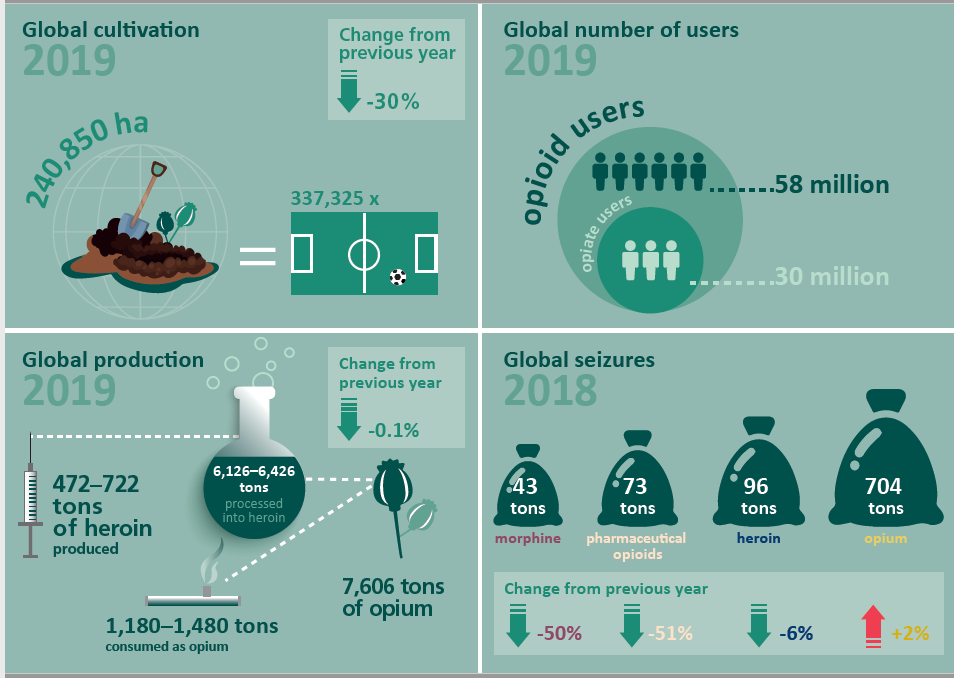 Global cultivation
2019
Change from
previous year
-30%
240,850 ha
337,325 x
=
Global number of users
2019
opioid users
58 million
opiate users
30 million
Global production
2019
Change from
previous year
-0.1%
6,126–6,426
tons
processed
into heroin
472–722
tons
of heroin
produced
7,606 tons
of opium
1,180–1,480 tons
consumed as opium
Global seizures
2018
43
tons
morphine
73
tons
pharmaceutical
opioids
96
tons
heroin
704
tons
opium
Change from previous year
-50%
-51%
-6%
+2%